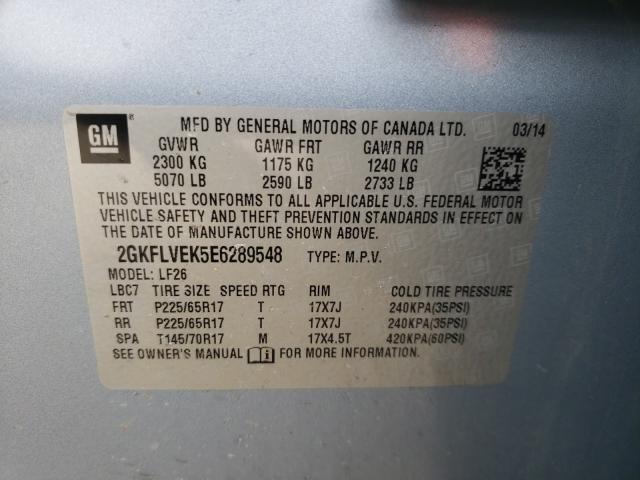 GM ® MFD BY GENERAL MOTORS OF CANADA LTD. 03/14
GVWR GAWR FRT GAWR RR
2300 KG 1175 KG 1240 KG
5070 LB 2590 LB 2733 LB
THIS VEHICLE CONFORMS TO ALL APPLICABLE U.S. FEDERAL MOTOR
VEHICLE SAFETY AND THEFT PREVENTION STANDARDS IN EFFECT ON
THE DATE OF MANUFACTURE SHOWN ABOVE.
2GKFLVEK5E6289548 TYPE: M.P.V.
MODEL: LF26
LBC7 TIRE SIZE SPEED RTG RIM COLD TIRE PRESSURE
FRT P225/65R17 T 17X7J 240KPA(35PSI)
RR P225/65R17 T 17X7J 240KPA(35PSI)
SPA T145/70R17 M 17X4.5T 420KPA(60PSI)
SEE OWNER'S MANUAL FOR MORE INFORMATION.